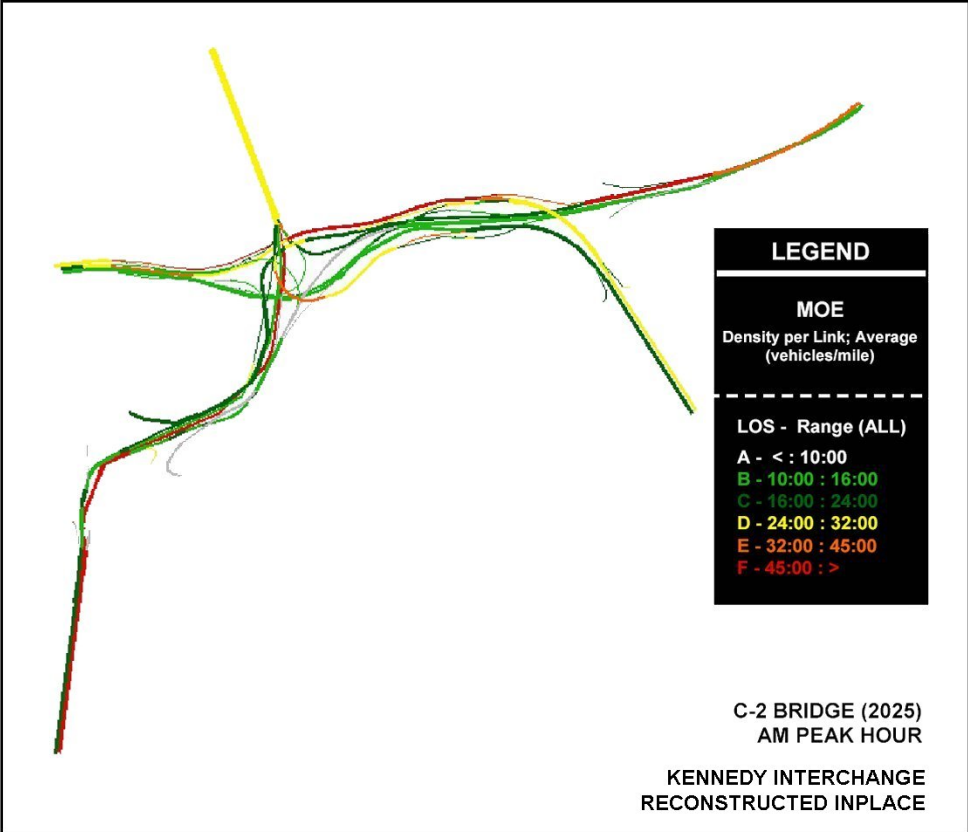 LEGEND
MOE
Density per Link; Average
(vehicles/mile)
LOS - Range (ALL)
A - < : 10:00
B - 10:00 : 16:00
C - 16:00 : 24:00
D - 24:00 : 32:00
E - 32:00 : 45:00
F - 45:00 : >
C-2 BRIDGE (2025)
AM PEAK HOUR
KENNEDY INTERCHANGE
RECONSTRUCTED INPLACE